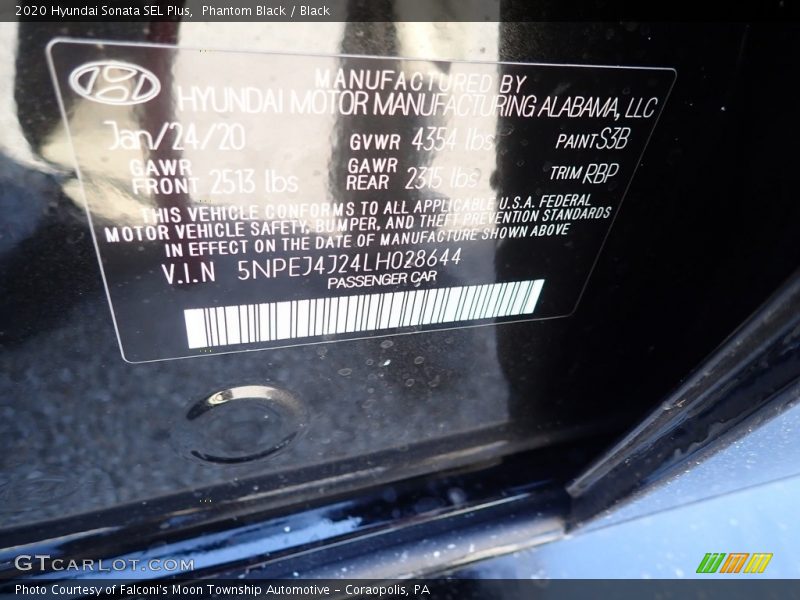 2020 Hyundai Sonata SEL Plus,  Phantom Black / Black
MANUFACTURED BY
HYUNDAI MOTOR MANUFACTURING ALABAMA, LLC
Jan/24/20 GVWR 4354 lbs PAINT S3B
GAWR FRONT 2513 lbs GAWR REAR 2315 lbs TRIM RBP
THIS VEHICLE CONFORMS TO ALL APPLICABLE U.S.A. FEDERAL
MOTOR VEHICLE SAFETY, BUMPER, AND THEFT PREVENTION STANDARDS
IN EFFECT ON THE DATE OF MANUFACTURE SHOWN ABOVE
V.I.N 5NPEJ4J24LH028644
PASSENGER CAR
GTCARLOT.COM
Photo Courtesy of Falconi's Moon Township Automotive – Coraopolis, PA